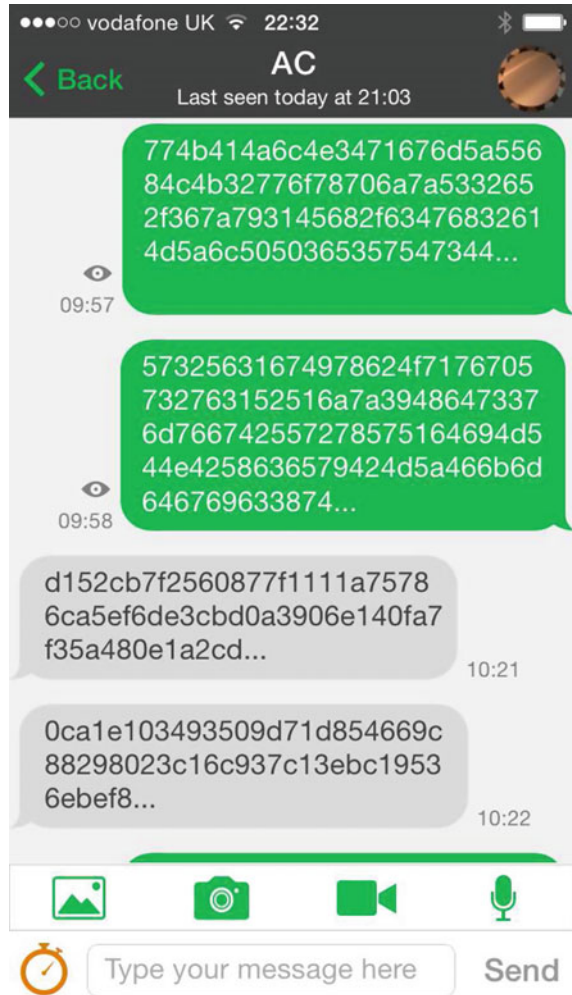 vodafone UK 22:32
Back
AC
Last seen today at 21:03
774b414a6c4e3471676d5a556
84c4b32776f78706a7a533265
2f367a793145682f6347683261
4d5a6c5050365357547344...
09:57
57325631674978624f7176705
732763152516a7a3948647337
6d766742557278575164694d5
44e4258636579424d5a466b6d
646769633874...
09:58
d152cb7f2560877f1111a7578
6ca5ef6de3cbd0a3906e140fa7
f35a480e1a2cd...
10:21
0ca1e103493509d71d854669c
88298023c16c937c13ebc1953
6ebef8...
10:22
Type your message here
Send